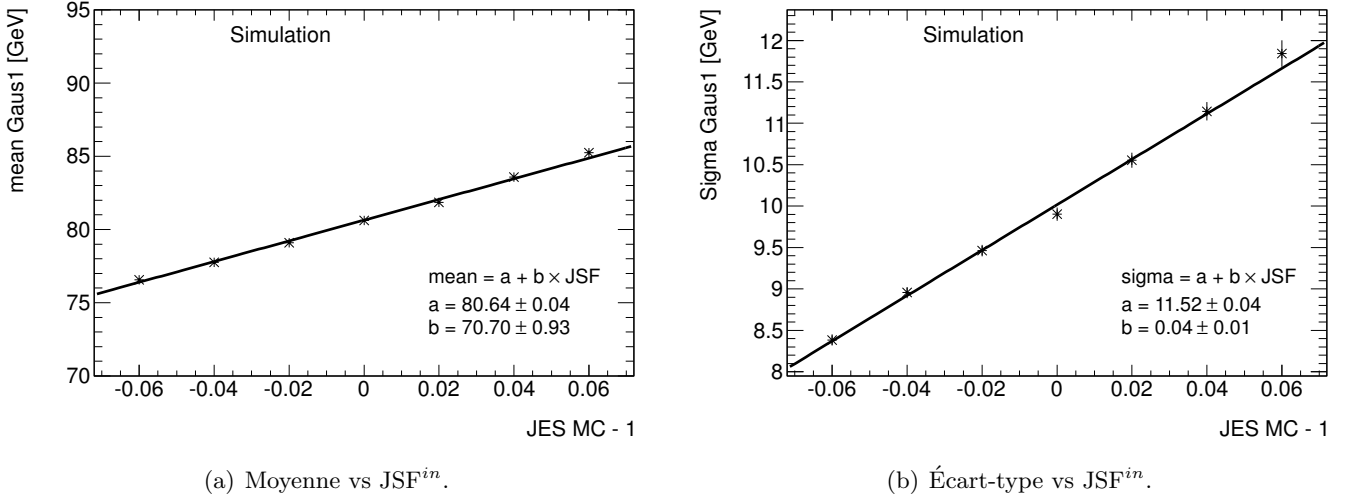 mean Gaus1 [GeV]
95
90
85
80
75
70
Simulation
mean = a + b × JSF
a = 80.64 ± 0.04
b = 70.70 ± 0.93
-0.06 -0.04 -0.02 0 0.02 0.04 0.06
JES MC - 1
(a) Moyenne vs JSFⁱⁿ.
Sigma Gaus1 [GeV]
12
11.5
11
10.5
10
9.5
9
8.5
8
Simulation
sigma = a + b × JSF
a = 11.52 ± 0.04
b = 0.04 ± 0.01
-0.06 -0.04 -0.02 0 0.02 0.04 0.06
JES MC - 1
(b) Écart-type vs JSFⁱⁿ.